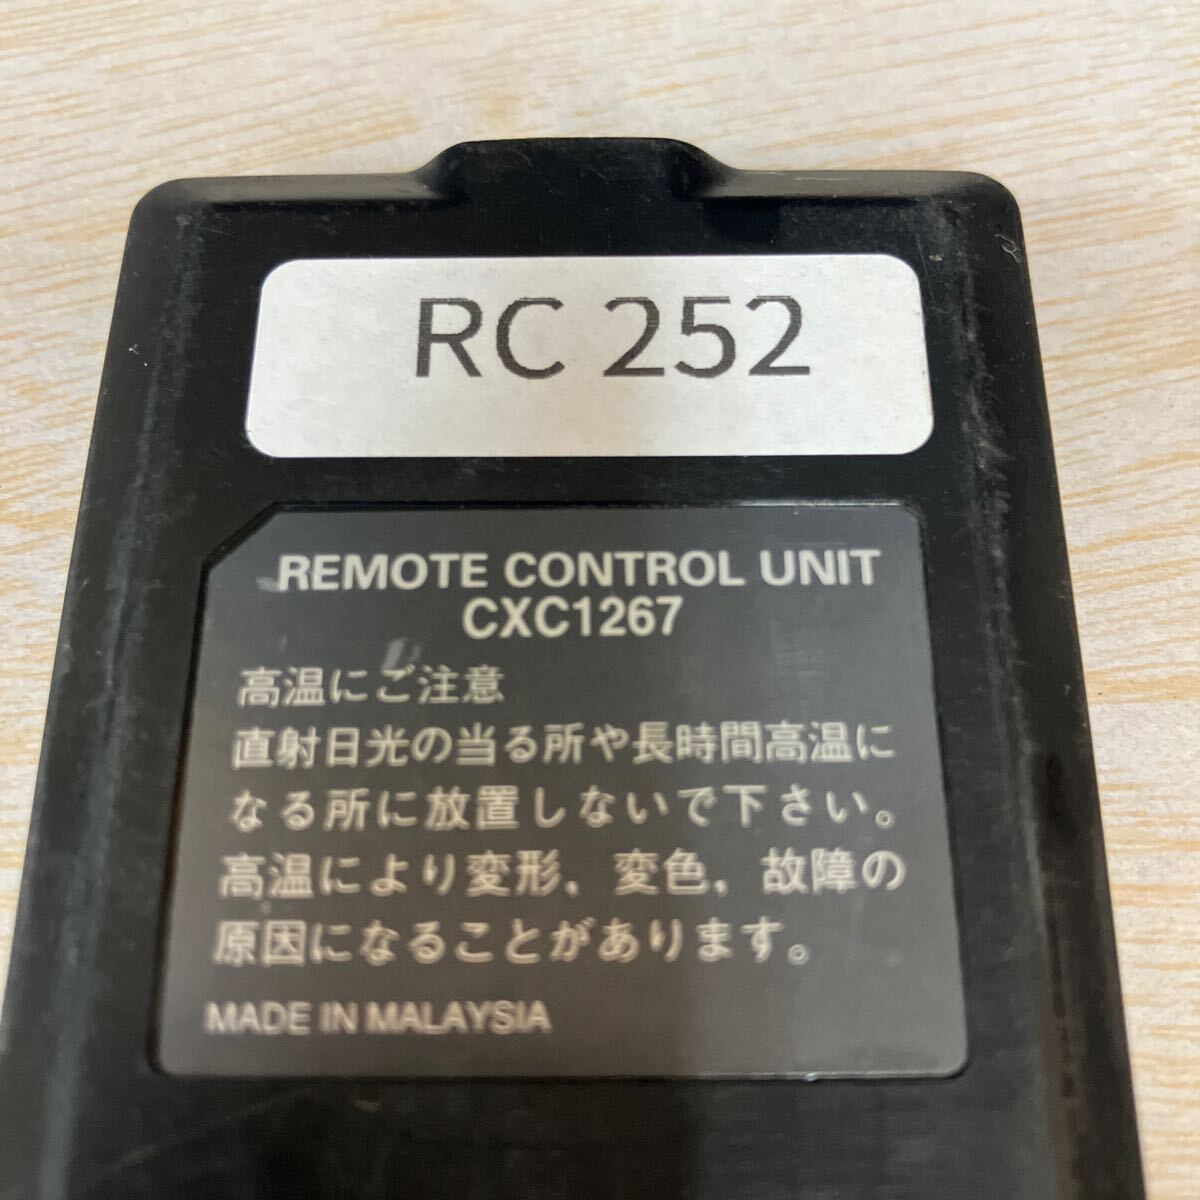 RC 252
REMOTE CONTROL UNIT
CXC1267
高温にご注意
直射日光の当る所や長時間高温に
なる所に放置しないで下さい。
高温により変形，変色，故障の
原因になることがあります。
MADE IN MALAYSIA